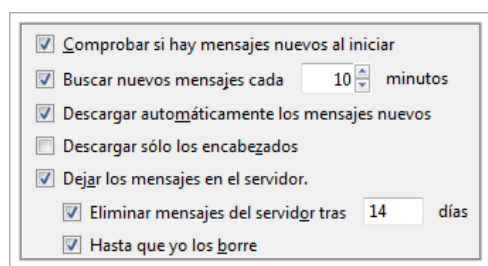 Comprobar si hay mensajes nuevos al iniciar
Buscar nuevos mensajes cada 10 minutos
Descargar automáticamente los mensajes nuevos
Descargar sólo los encabezados
Dejar los mensajes en el servidor.
Eliminar mensajes del servidor tras 14 días
Hasta que yo los borre